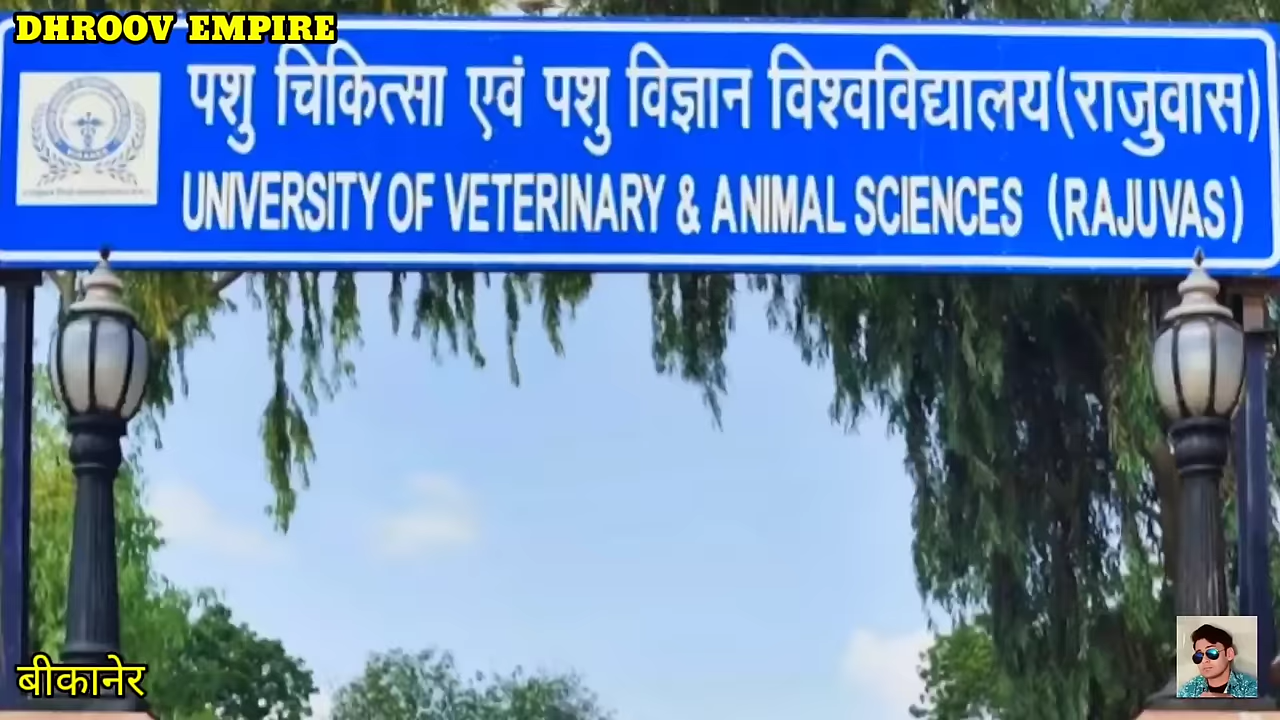 DHROOV EMPIRE
पशु चिकित्सा एवं पशु विज्ञान विश्वविद्यालय(राजुवास)
UNIVERSITY OF VETERINARY & ANIMAL SCIENCES (RAJUVAS)
बीकानेर